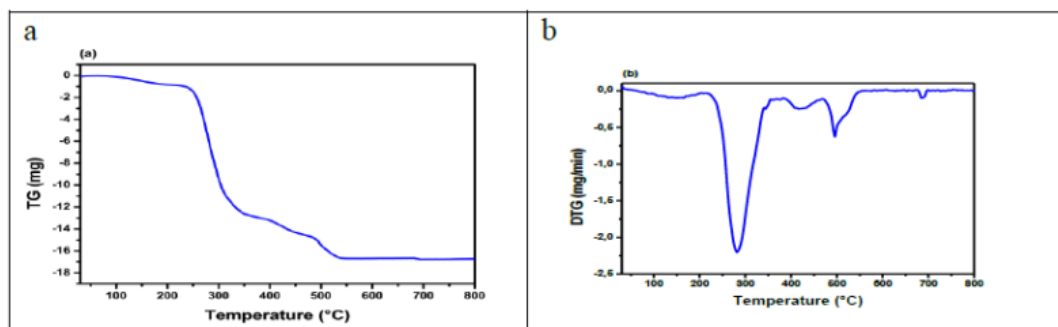 a
(a)
0
-2
-4
-6
-8
-10
-12
-14
-16
-18
TG (mg)
100 200 300 400 500 600 700 800
Temperature (°C)
b
(b)
0,0
-0,5
-1,0
-1,5
-2,0
-2,5
DTG (mg/min)
100 200 300 400 500 600 700 800
Temperature (°C)